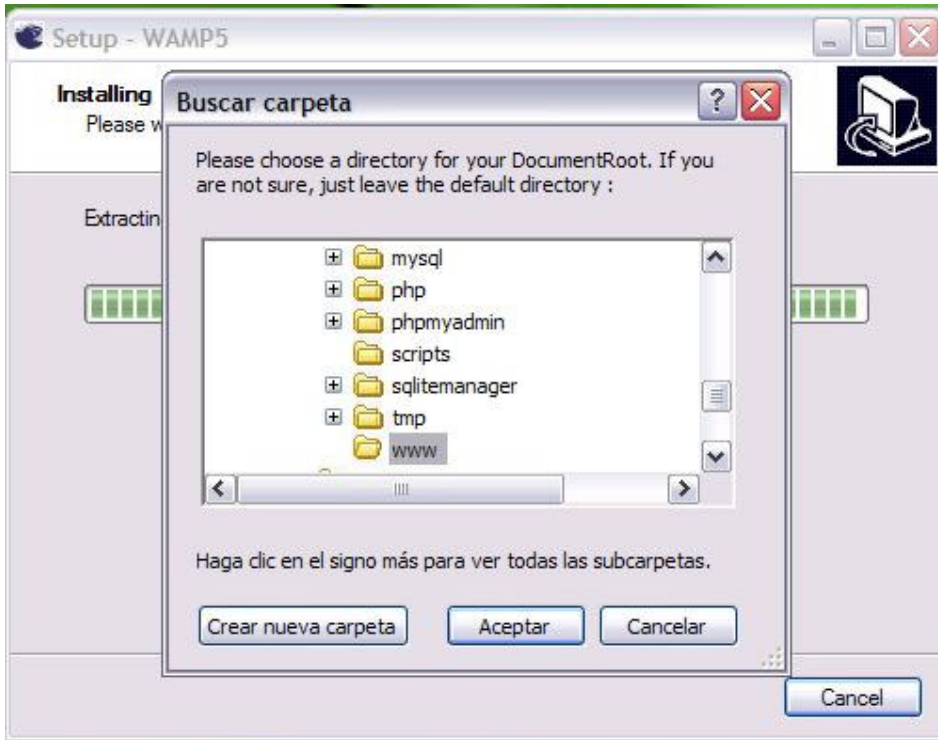 Setup - WAMP5
Installing
Please w
Buscar carpeta
Please choose a directory for your DocumentRoot. If you
are not sure, just leave the default directory :
Extractin
mysql
php
phpmyadmin
scripts
sqlitemanager
tmp
www
Haga clic en el signo más para ver todas las subcarpetas.
Crear nueva carpeta Aceptar Cancelar
Cancel